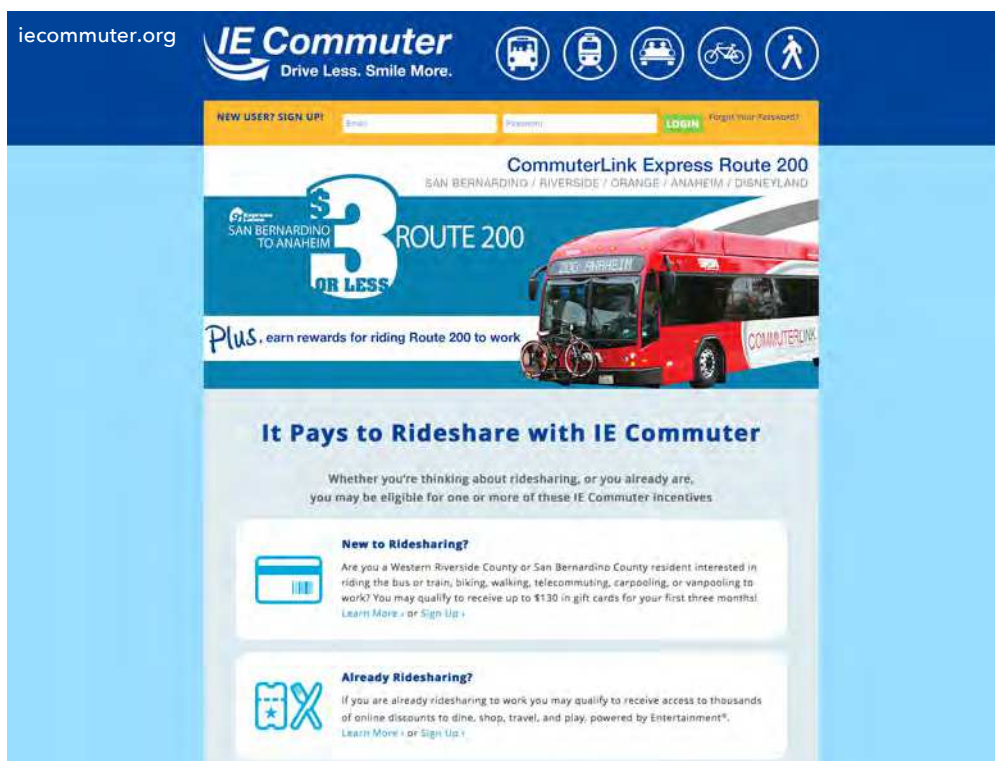 iecommuter.org
IE Commuter
Drive Less. Smile More.
NEW USER? SIGN UP!
Email
Password
LOGIN
Forgot Your Password?
CommuterLink Express Route 200
SAN BERNARDINO / RIVERSIDE / ORANGE / ANAHEIM / DISNEYLAND
91 Express Lanes
SAN BERNARDINO
TO ANAHEIM
$3
OR LESS
ROUTE 200
200 ANAHEIM
COMMUTERLINK
Plus, earn rewards for riding Route 200 to work
It Pays to Rideshare with IE Commuter
Whether you're thinking about ridesharing, or you already are,
you may be eligible for one or more of these IE Commuter incentives
New to Ridesharing?
Are you a Western Riverside County or San Bernardino County resident interested in
riding the bus or train, biking, walking, telecommuting, carpooling, or vanpooling to
work? You may qualify to receive up to $130 in gift cards for your first three months!
Learn More › or Sign Up ›
Already Ridesharing?
If you are already ridesharing to work you may qualify to receive access to thousands
of online discounts to dine, shop, travel, and play, powered by Entertainment®.
Learn More › or Sign Up ›